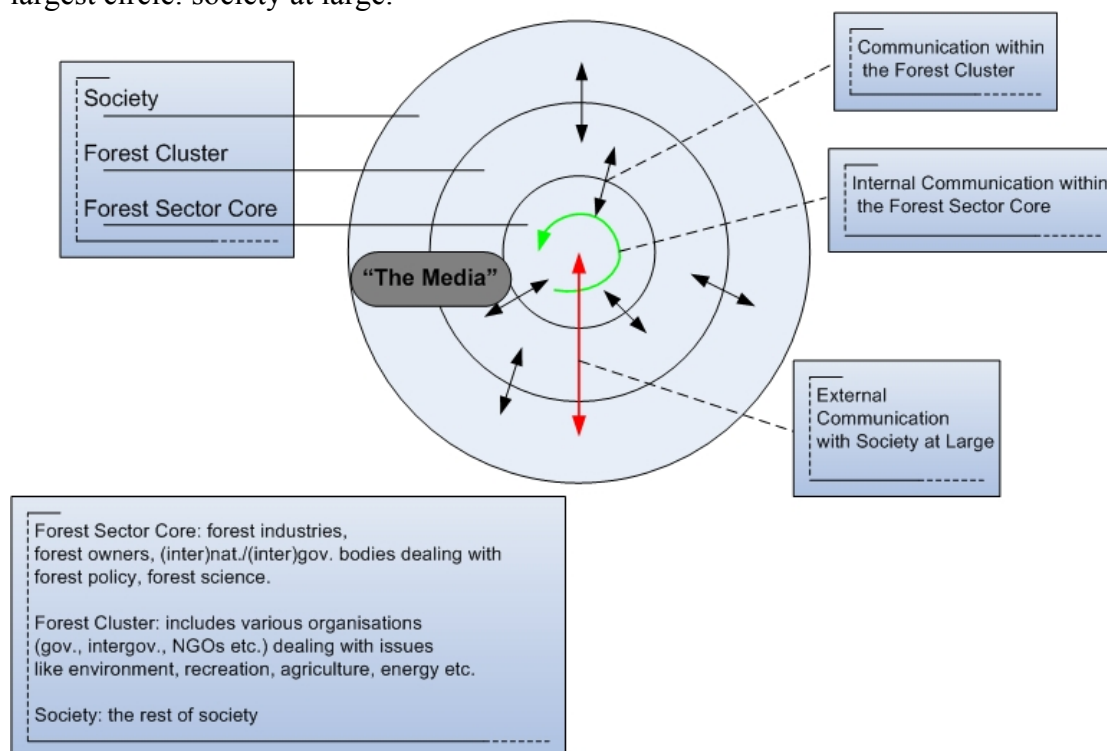 largest circle: society at large.
Communication within
the Forest Cluster
Society
Forest Cluster
Forest Sector Core
Internal Communication within
the Forest Sector Core
“The Media”
External
Communication
with Society at Large
Forest Sector Core: forest industries,
forest owners, (inter)nat./(inter)gov. bodies dealing with
forest policy, forest science.
Forest Cluster: includes various organisations
(gov., intergov., NGOs etc.) dealing with issues
like environment, recreation, agriculture, energy etc.
Society: the rest of society